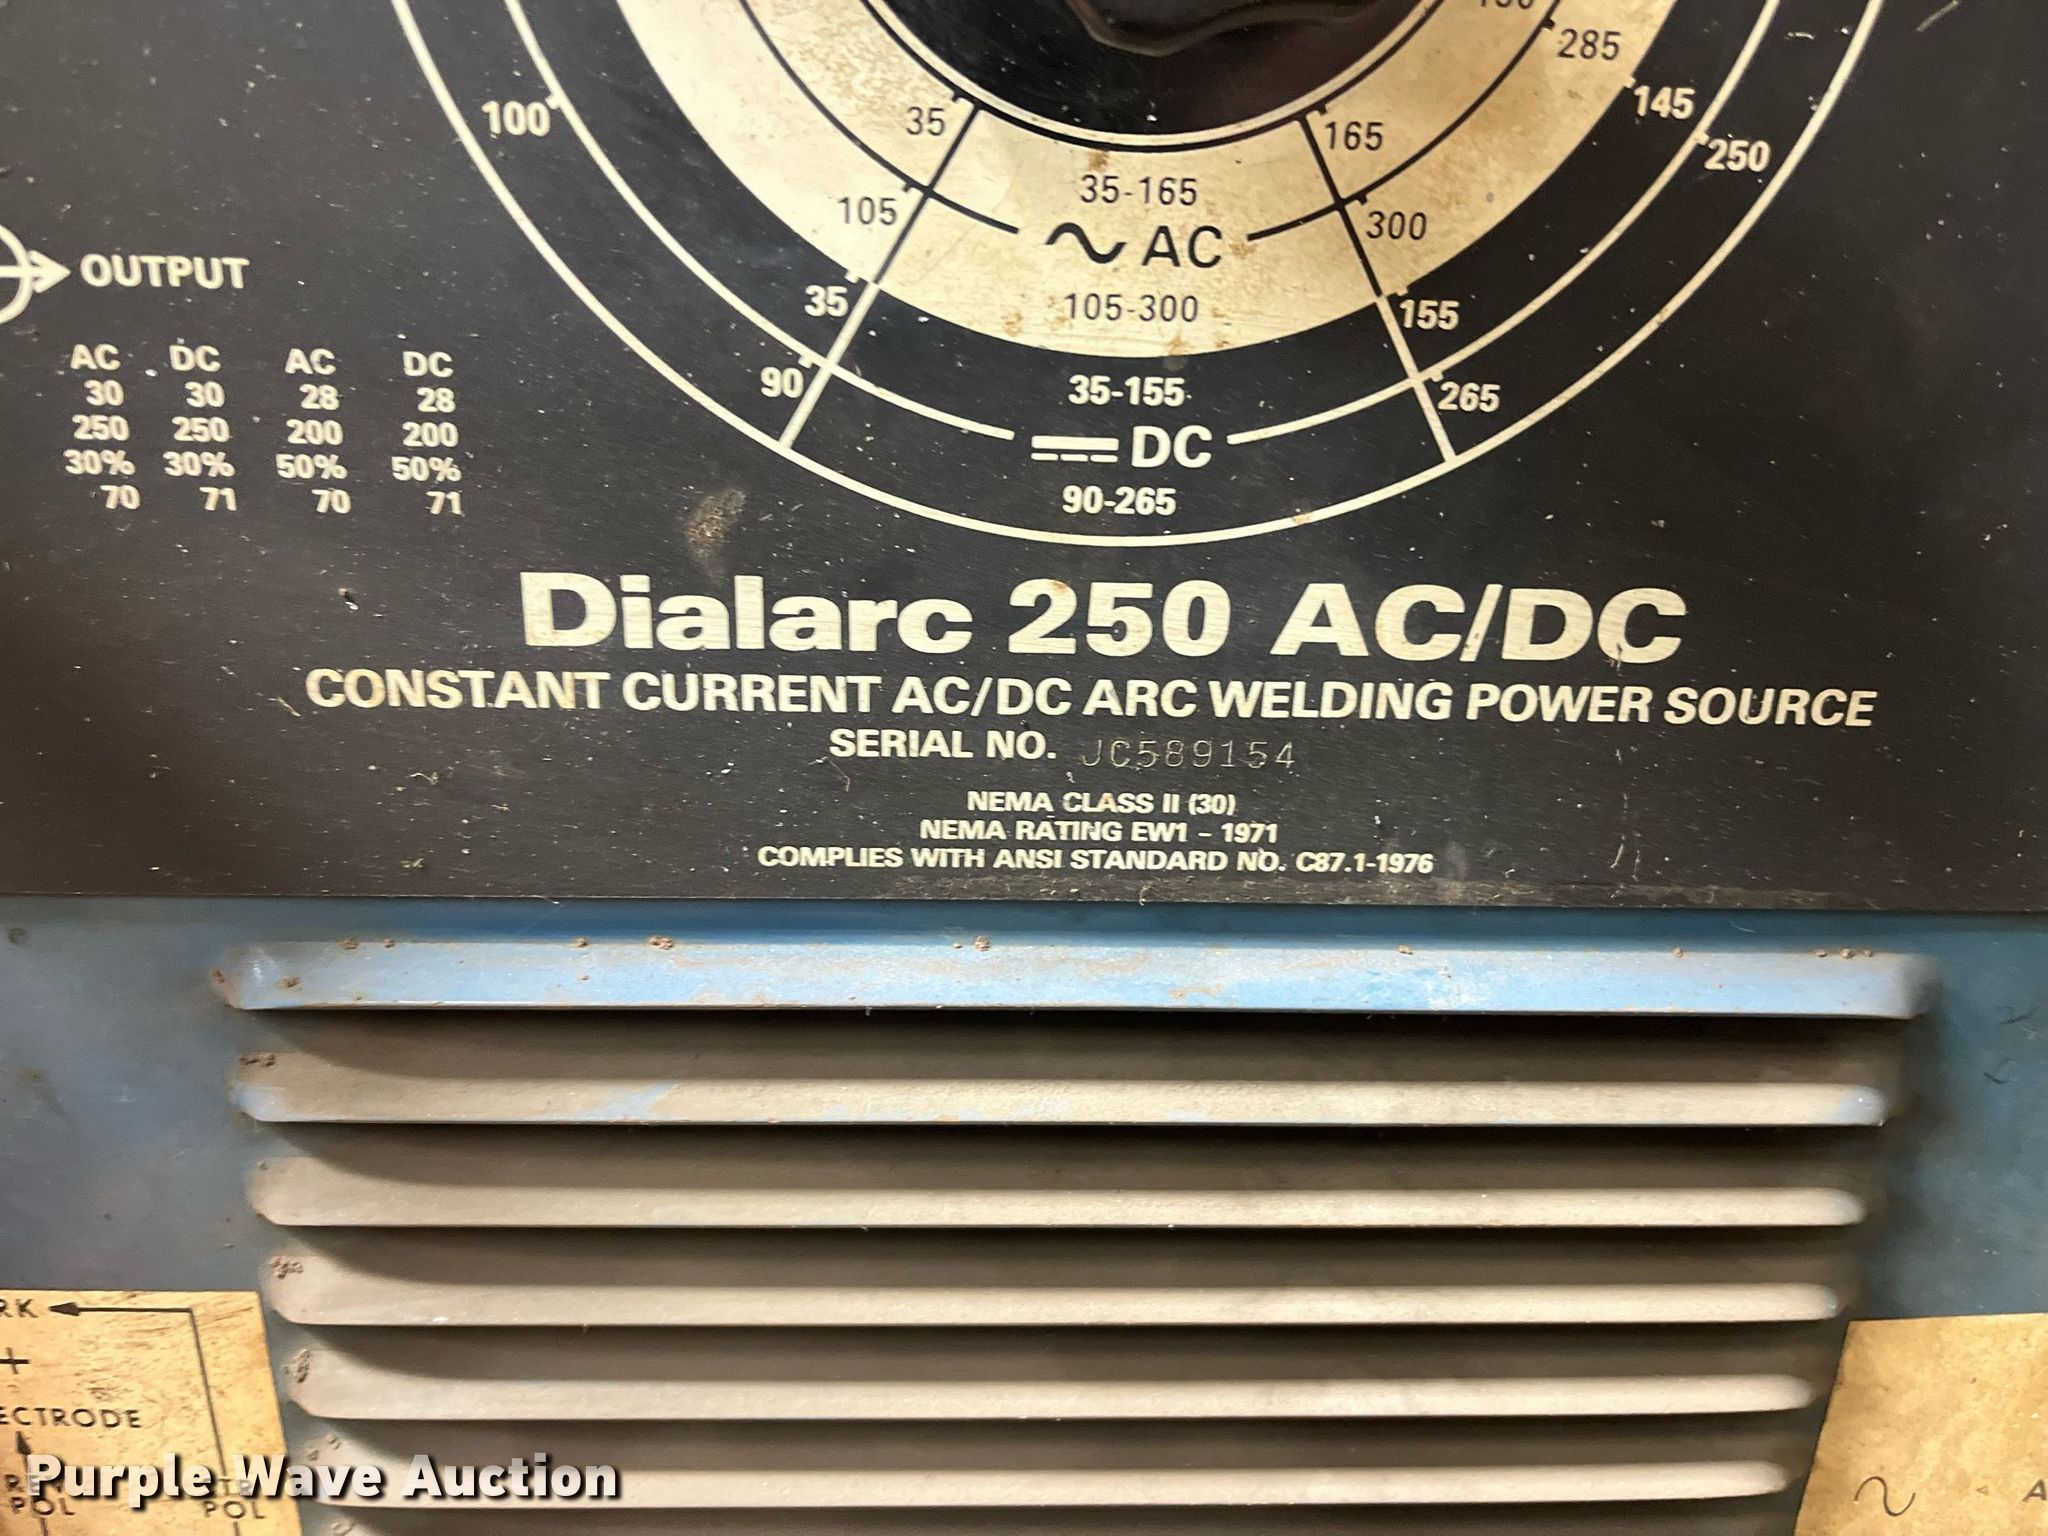 285
145
250
100
35
165
105
300
35
155
90
265
35-165
AC
105-300
35-155
DC
90-265
OUTPUT
AC DC AC DC
30 30 28 28
250 250 200 200
30% 30% 50% 50%
70 71 70 71
Dialarc 250 AC/DC
CONSTANT CURRENT AC/DC ARC WELDING POWER SOURCE
SERIAL NO. JC589154
NEMA CLASS II (30)
NEMA RATING EW1 - 1971
COMPLIES WITH ANSI STANDARD NO. C87.1-1976
RK
+
ECTRODE
POL
POL
A
Purple Wave Auction